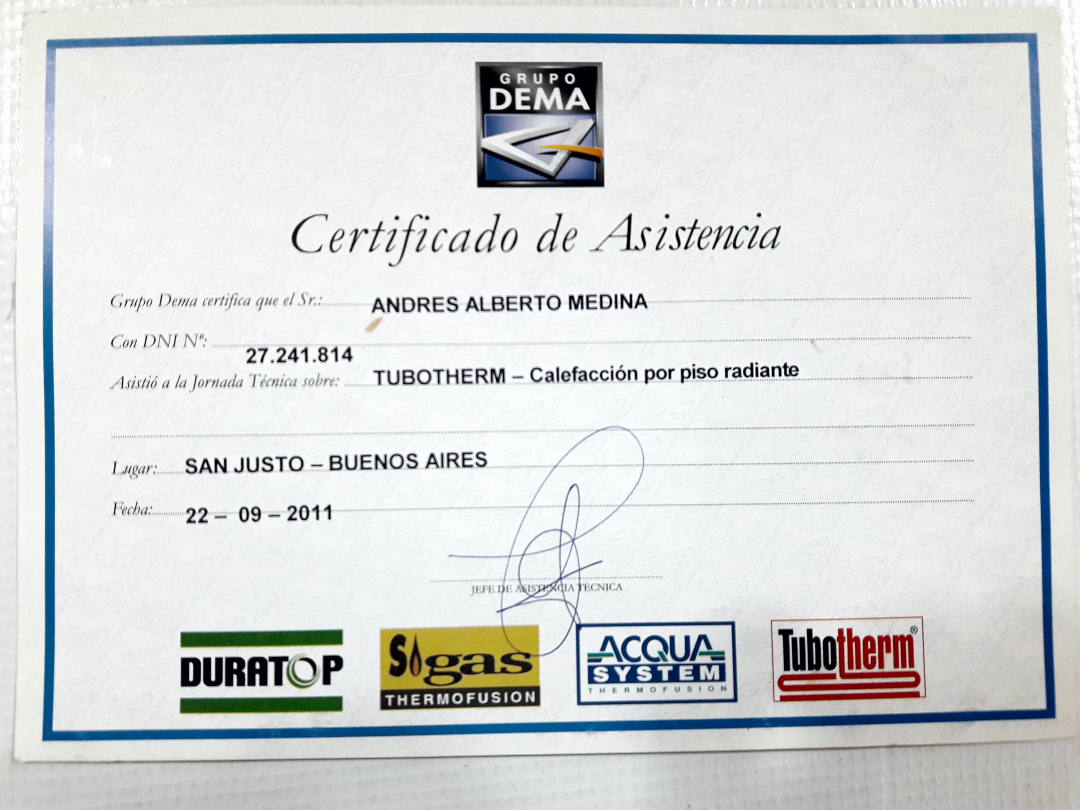 GRUPO
DEMA
Certificado de Asistencia
Grupo Dema certifica que el Sr.: ANDRES ALBERTO MEDINA
Con DNI Nº: 27.241.814
Asistió a la Jornada Técnica sobre: TUBOTHERM – Calefacción por piso radiante
Lugar: SAN JUSTO – BUENOS AIRES
Fecha: 22 – 09 – 2011
JEFE DE ASISTENCIA TECNICA
DURATOP
Sigas
THERMOFUSION
ACQUA
SYSTEM
THERMOFUSION
Tubotherm®